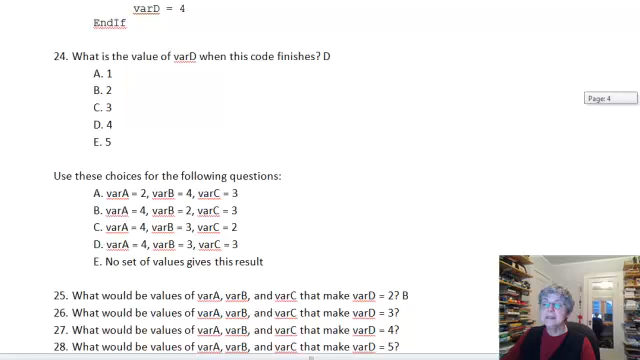 varD = 4
EndIf
24. What is the value of varD when this code finishes? D
A. 1
B. 2
C. 3
D. 4
E. 5
Page: 4
Use these choices for the following questions:
A. varA = 2, varB = 4, varC = 3
B. varA = 4, varB = 2, varC = 3
C. varA = 4, varB = 3, varC = 2
D. varA = 4, varB = 3, varC = 3
E. No set of values gives this result
25. What would be values of varA, varB, and varC that make varD = 2? B
26. What would be values of varA, varB, and varC that make varD = 3?
27. What would be values of varA, varB, and varC that make varD = 4?
28. What would be values of varA, varB, and varC that make varD = 5?